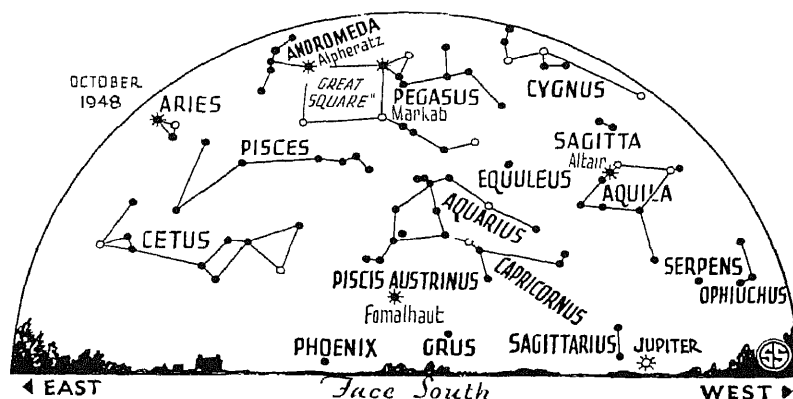 ANDROMEDA
Alpheratz
OCTOBER
1948
ARIES
GREAT
SQUARE"
PEGASUS
Markab
CYGNUS
PISCES
SAGITTA
Altair
EQUULEUS
AQUILA
CETUS
AQUARIUS
PISCIS AUSTRINUS
Fomalhaut
CAPRICORNUS
SERPENS
OPHIUCHUS
PHOENIX
GRUS
SAGITTARIUS
JUPITER
EAST
Face South
WEST